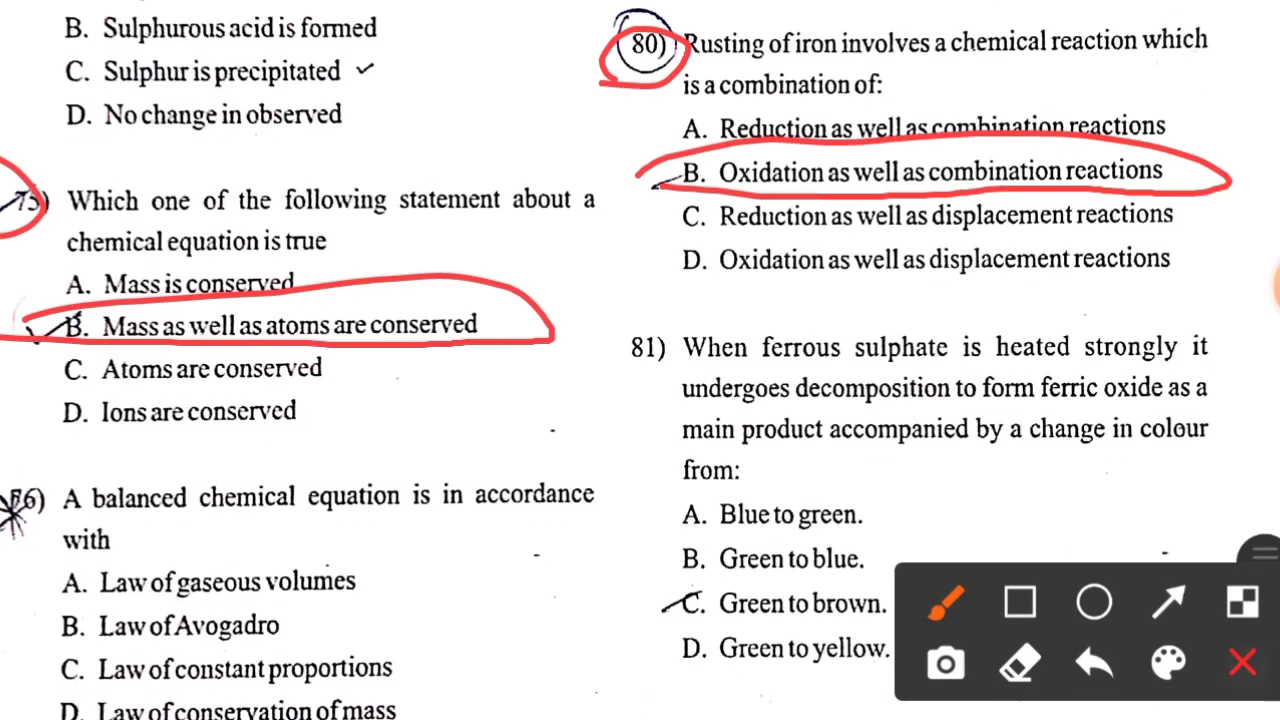 B. Sulphurous acid is formed
C. Sulphur is precipitated
D. No change in observed
75) Which one of the following statement about a
chemical equation is true
A. Mass is conserved
B. Mass as well as atoms are conserved
C. Atoms are conserved
D. Ions are conserved
76) A balanced chemical equation is in accordance
with
A. Law of gaseous volumes
B. Law of Avogadro
C. Law of constant proportions
D. Law of conservation of mass
80) Rusting of iron involves a chemical reaction which
is a combination of:
A. Reduction as well as combination reactions
B. Oxidation as well as combination reactions
C. Reduction as well as displacement reactions
D. Oxidation as well as displacement reactions
81) When ferrous sulphate is heated strongly it
undergoes decomposition to form ferric oxide as a
main product accompanied by a change in colour
from:
A. Blue to green.
B. Green to blue.
C. Green to brown.
D. Green to yellow.